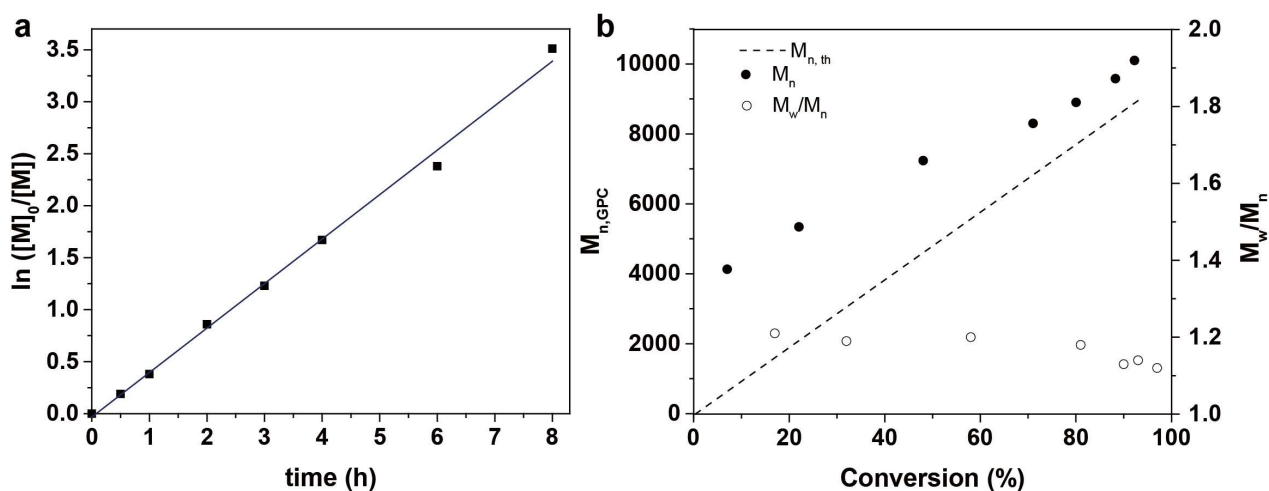 a
ln ([M]0/[M])
3.5
3.0
2.5
2.0
1.5
1.0
0.5
0.0
0 1 2 3 4 5 6 7 8
time (h)
b
Mn,GPC
10000
8000
6000
4000
2000
0
Mn, th
Mn
Mw/Mn
2.0
1.8
1.6
1.4
1.2
1.0
Mw/Mn
0 20 40 60 80 100
Conversion (%)